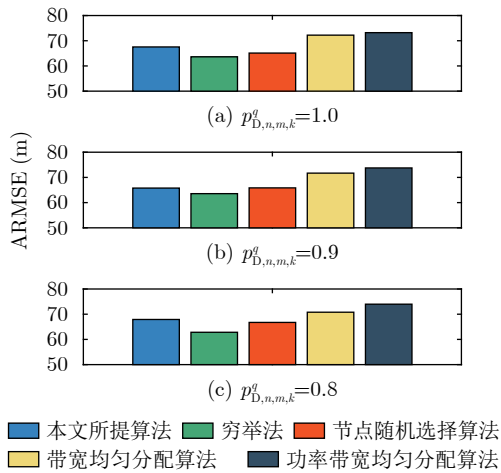 80
70
60
50
(a) p^q_{D,n,m,k}=1.0
ARMSE (m)
80
70
60
50
(b) p^q_{D,n,m,k}=0.9
80
70
60
50
(c) p^q_{D,n,m,k}=0.8
本文所提算法 穷举法 节点随机选择算法
带宽均匀分配算法 功率带宽均匀分配算法